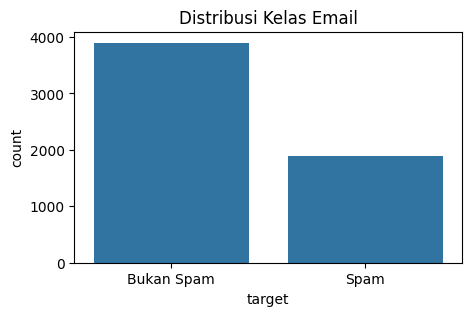 Distribusi Kelas Email
4000
3000
2000
1000
0
count
Bukan Spam
Spam
target